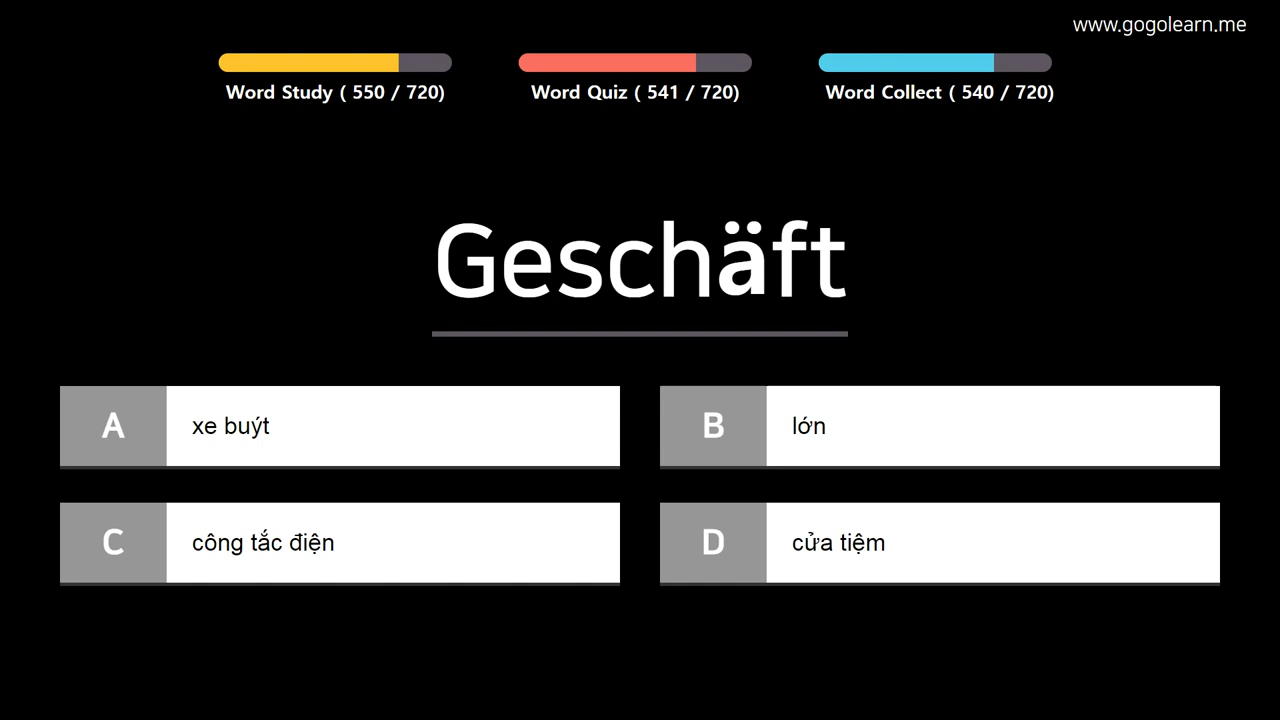 www.gogolearn.me
Word Study ( 550 / 720)
Word Quiz ( 541 / 720)
Word Collect ( 540 / 720)
Geschäft
A xe buýt
B lớn
C công tắc điện
D cửa tiệm